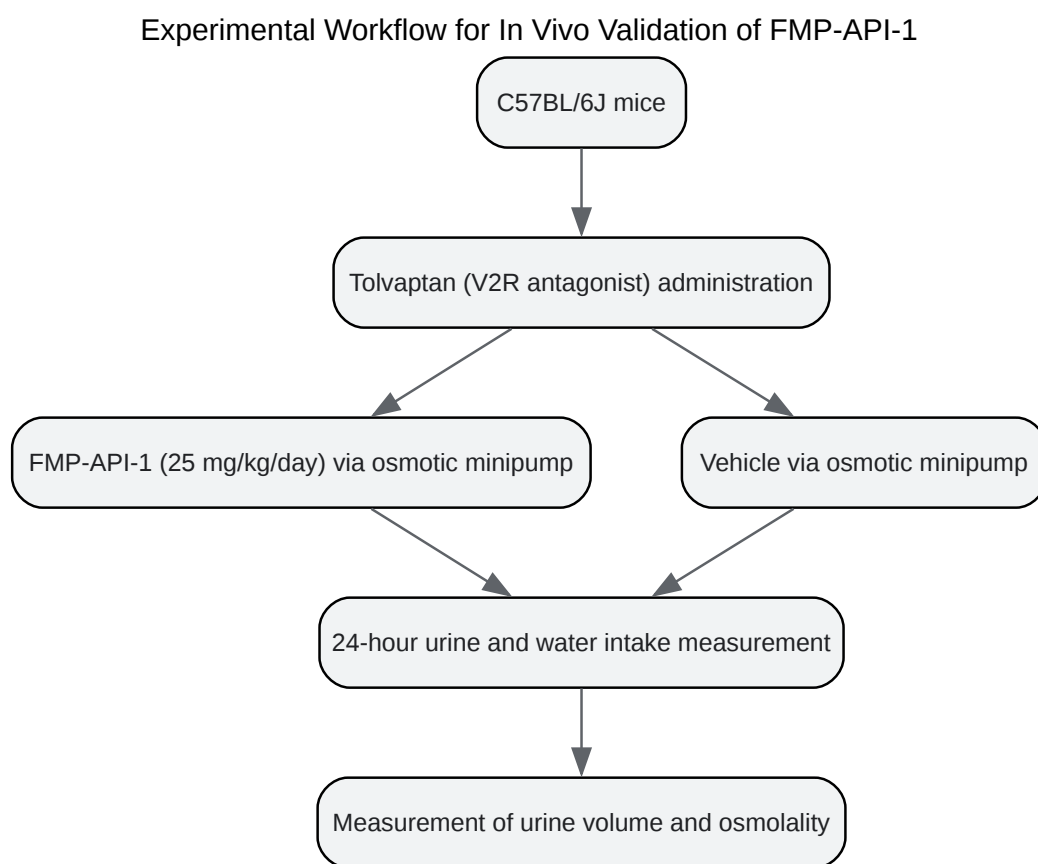 Experimental Workflow for In Vivo Validation of FMP-API-1
C57BL/6J mice
Tolvaptan (V2R antagonist) administration
FMP-API-1 (25 mg/kg/day) via osmotic minipump
Vehicle via osmotic minipump
24-hour urine and water intake measurement
Measurement of urine volume and osmolality